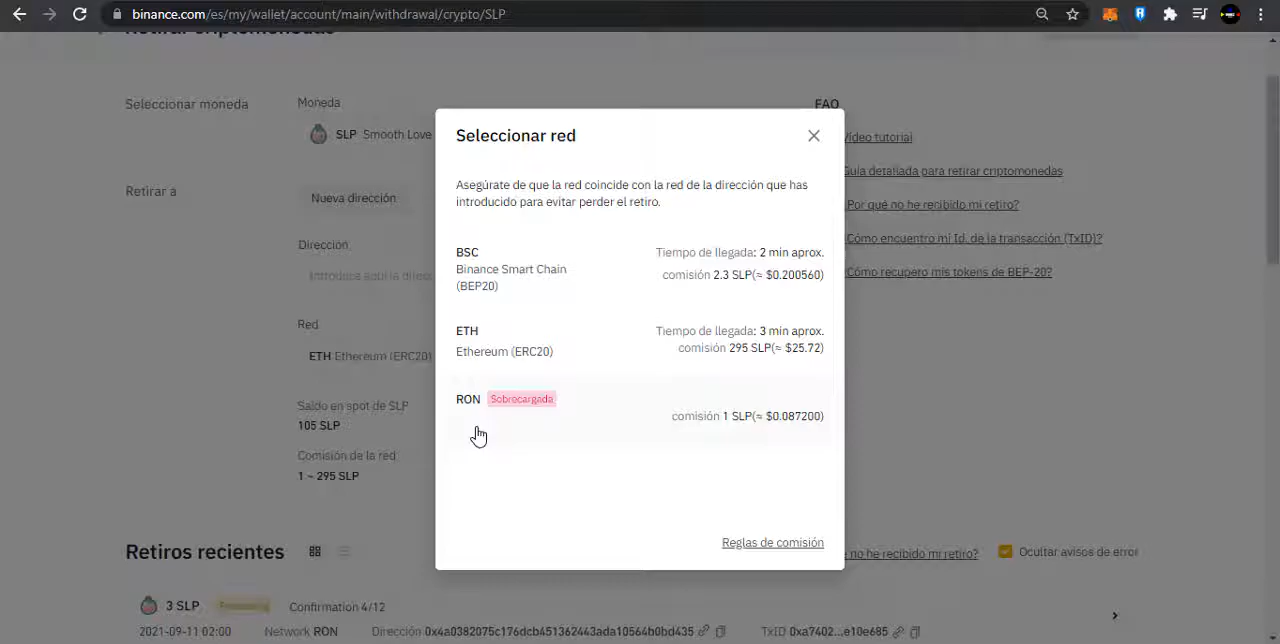 binance.com/es/my/wallet/account/main/withdrawal/crypto/SLP
Retirar criptomonedas
Seleccionar moneda
Moneda
SLP Smooth Love
Retirar a
Nueva dirección
Dirección
Introduce aquí la direcc
Red
ETH Ethereum (ERC20)
Saldo en spot de SLP
105 SLP
Comisión de la red
1 ~ 295 SLP
FAQ
Vídeo tutorial
Guía detallada para retirar criptomonedas
Por qué no he recibido mi retiro?
Cómo encuentro mi Id. de la transacción (TxID)?
Cómo recupero mis tokens de BEP-20?
Seleccionar red
Asegúrate de que la red coincide con la red de la dirección que has
introducido para evitar perder el retiro.
BSC
Binance Smart Chain
(BEP20)
Tiempo de llegada: 2 min aprox.
comisión 2.3 SLP(≈ $0.200560)
ETH
Ethereum (ERC20)
Tiempo de llegada: 3 min aprox.
comisión 295 SLP(≈ $25.72)
RON Sobrecargada
comisión 1 SLP(≈ $0.087200)
Reglas de comisión
Retiros recientes
no he recibido mi retiro?
Ocultar avisos de error
3 SLP
Confirmation 4/12
2021-09-11 02:00 Network RON Dirección 0x4a0382075c176dcb451362443ada10564b0bd435 TxID 0xa7402...e10e685